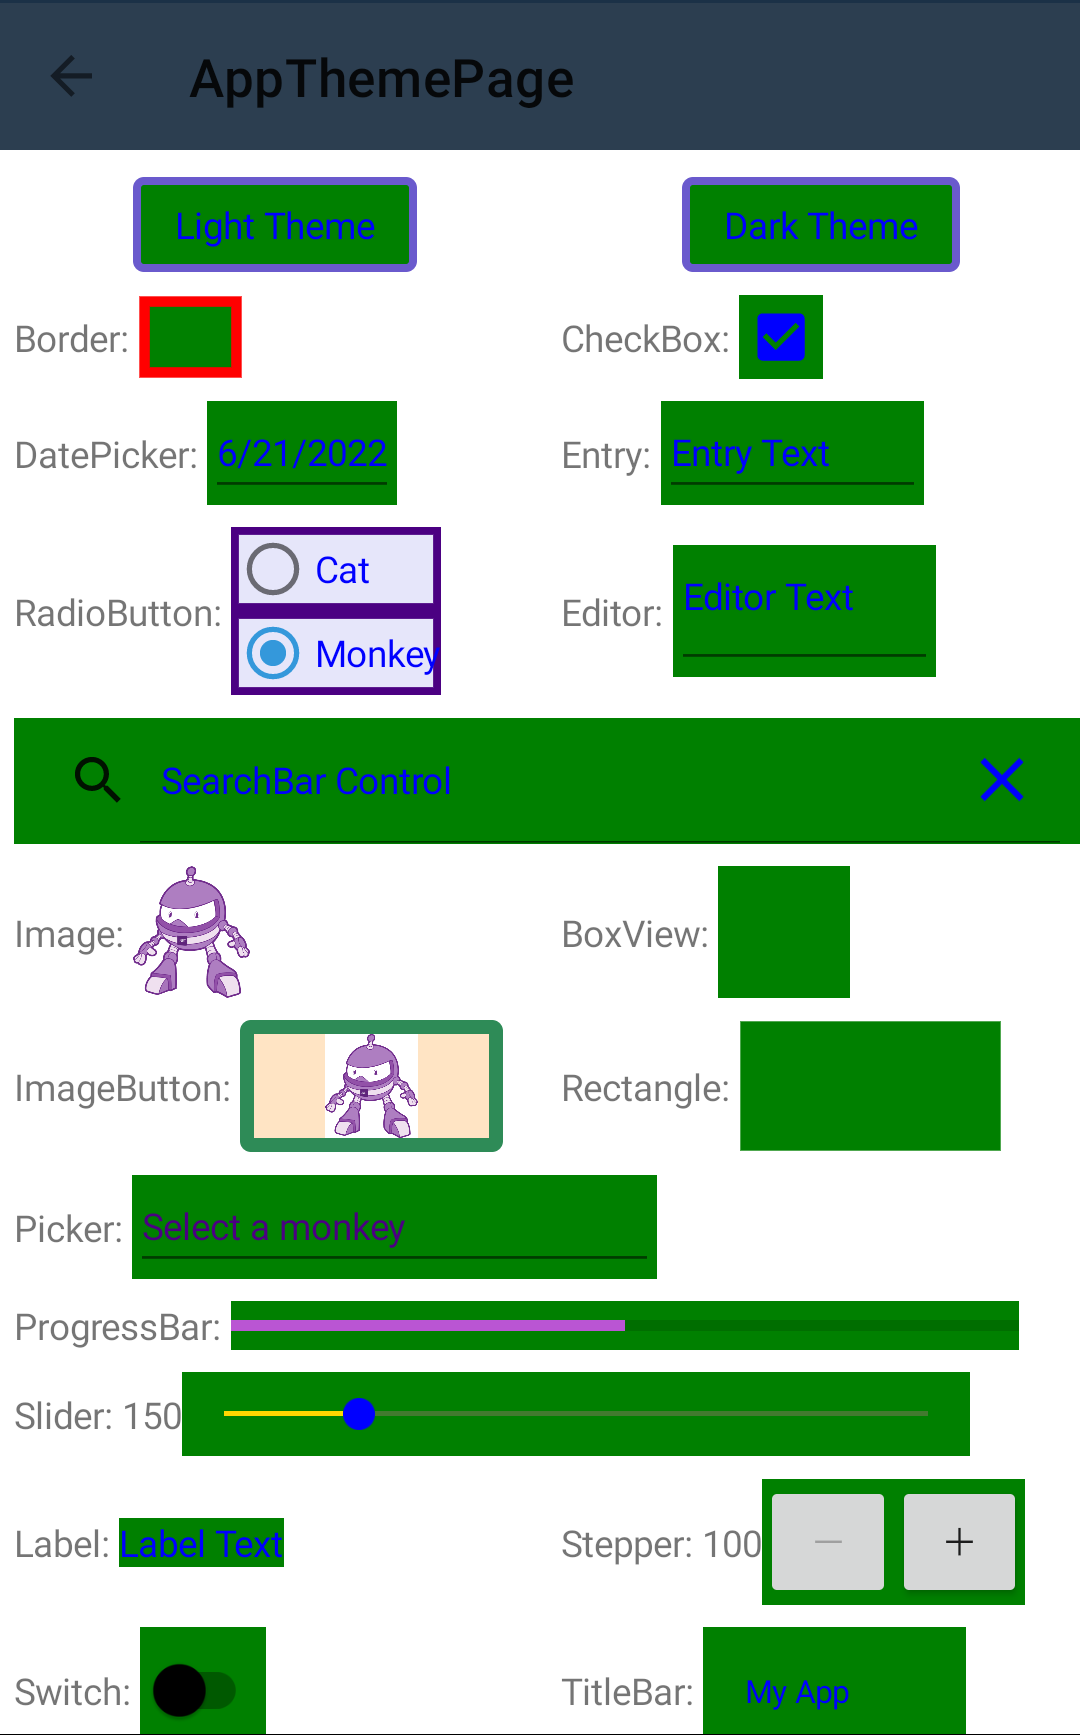 AppThemePage
Light Theme
Dark Theme
Border:
CheckBox:
DatePicker: 6/21/2022
Entry: Entry Text
RadioButton:
Cat
Monkey
Editor: Editor Text
SearchBar Control
Image:
BoxView:
ImageButton:
Rectangle:
Picker: Select a monkey
ProgressBar:
Slider: 150
Label: Label Text
Stepper: 100
Switch:
TitleBar: My App